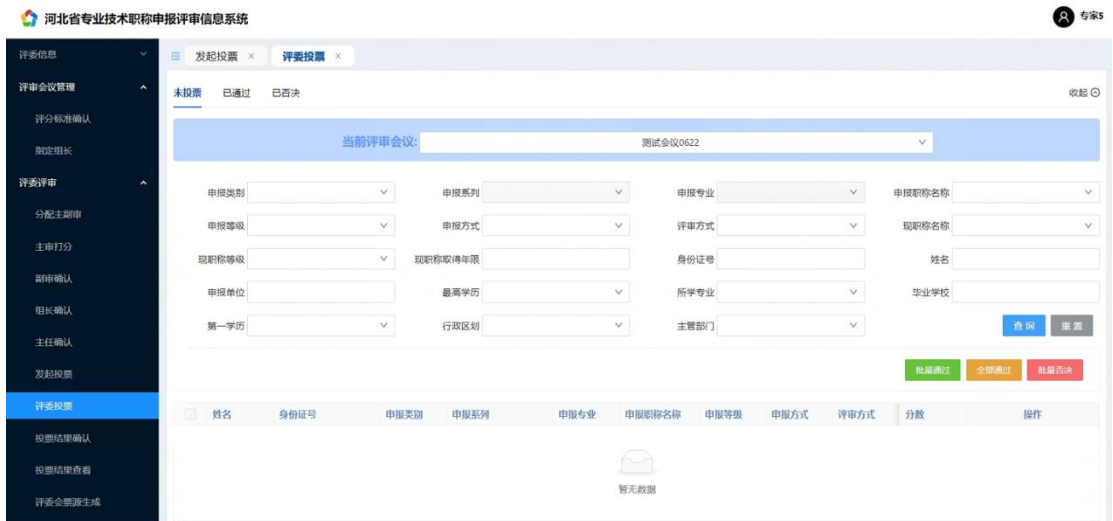 河北省专业技术职称申报评审信息系统
专家5
评委信息
评审会议管理
评分标准确认
指定组长
评委评审
分配主副审
主审打分
副审确认
组长确认
主任确认
发起投票
评委投票
投票结果确认
投票结果查看
评委会票源生成
发起投票 × 评委投票 ×
未投票 已通过 已否决 收起
当前评审会议: 测试会议0622
申报类别 申报系列 申报专业 申报职称名称
申报等级 申报方式 评审方式 现职称名称
现职称等级 现职称取得年限 身份证号 姓名
申报单位 最高学历 所学专业 毕业学校
第一学历 行政区划 主管部门 查询 重置
批量通过 全部通过 批量否决
姓名 身份证号 申报类别 申报系列 申报专业 申报职称名称 申报等级 申报方式 评审方式 分数 操作
暂无数据